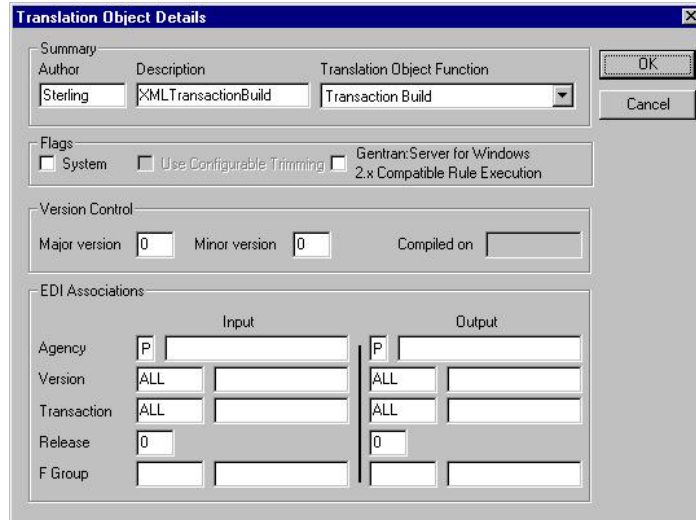 Translation Object Details
Summary
Author Description Translation Object Function
Sterling XMLTransactionBuild Transaction Build
OK
Cancel
Flags
System Use Configurable Trimming Gentran:Server for Windows
2.x Compatible Rule Execution
Version Control
Major version 0 Minor version 0 Compiled on
EDI Associations
Input Output
Agency P P
Version ALL ALL
Transaction ALL ALL
Release 0 0
F Group